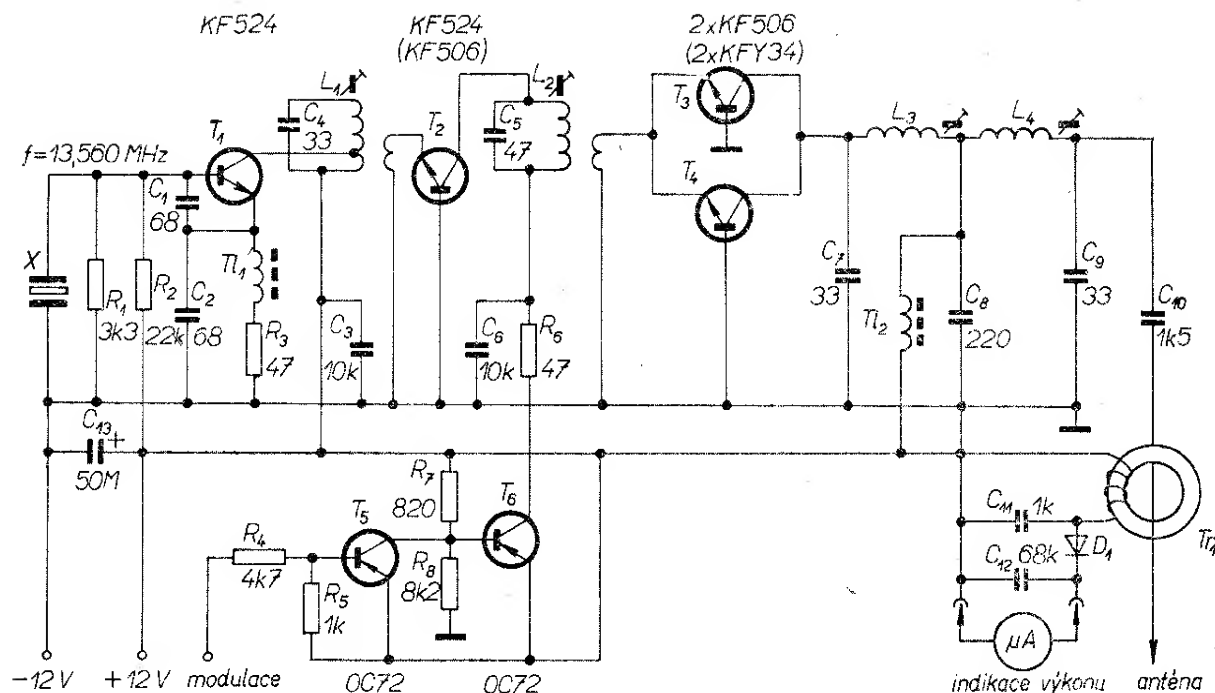 KF524
KF524
(KF506)
2xKF506
(2xKFY34)
f=13,560 MHz
T1
L1
C4
33
T2
C5
47
L2
T3
T4
L3
L4
X
R1
3k3
R2
22k
C1
68
C2
68
Tl1
R3
47
C3
10k
C6
10k
R6
47
C7
33
Tl2
C8
220
C9
33
C10
1k5
C13
+
50M
R4
4k7
R5
1k
T5
R7
820
R8
8k2
T6
C11
1k
C12
68k
D1
Tr1
µA
-12V
+12V
modulace
OC72
OC72
indikace výkonu
anténa